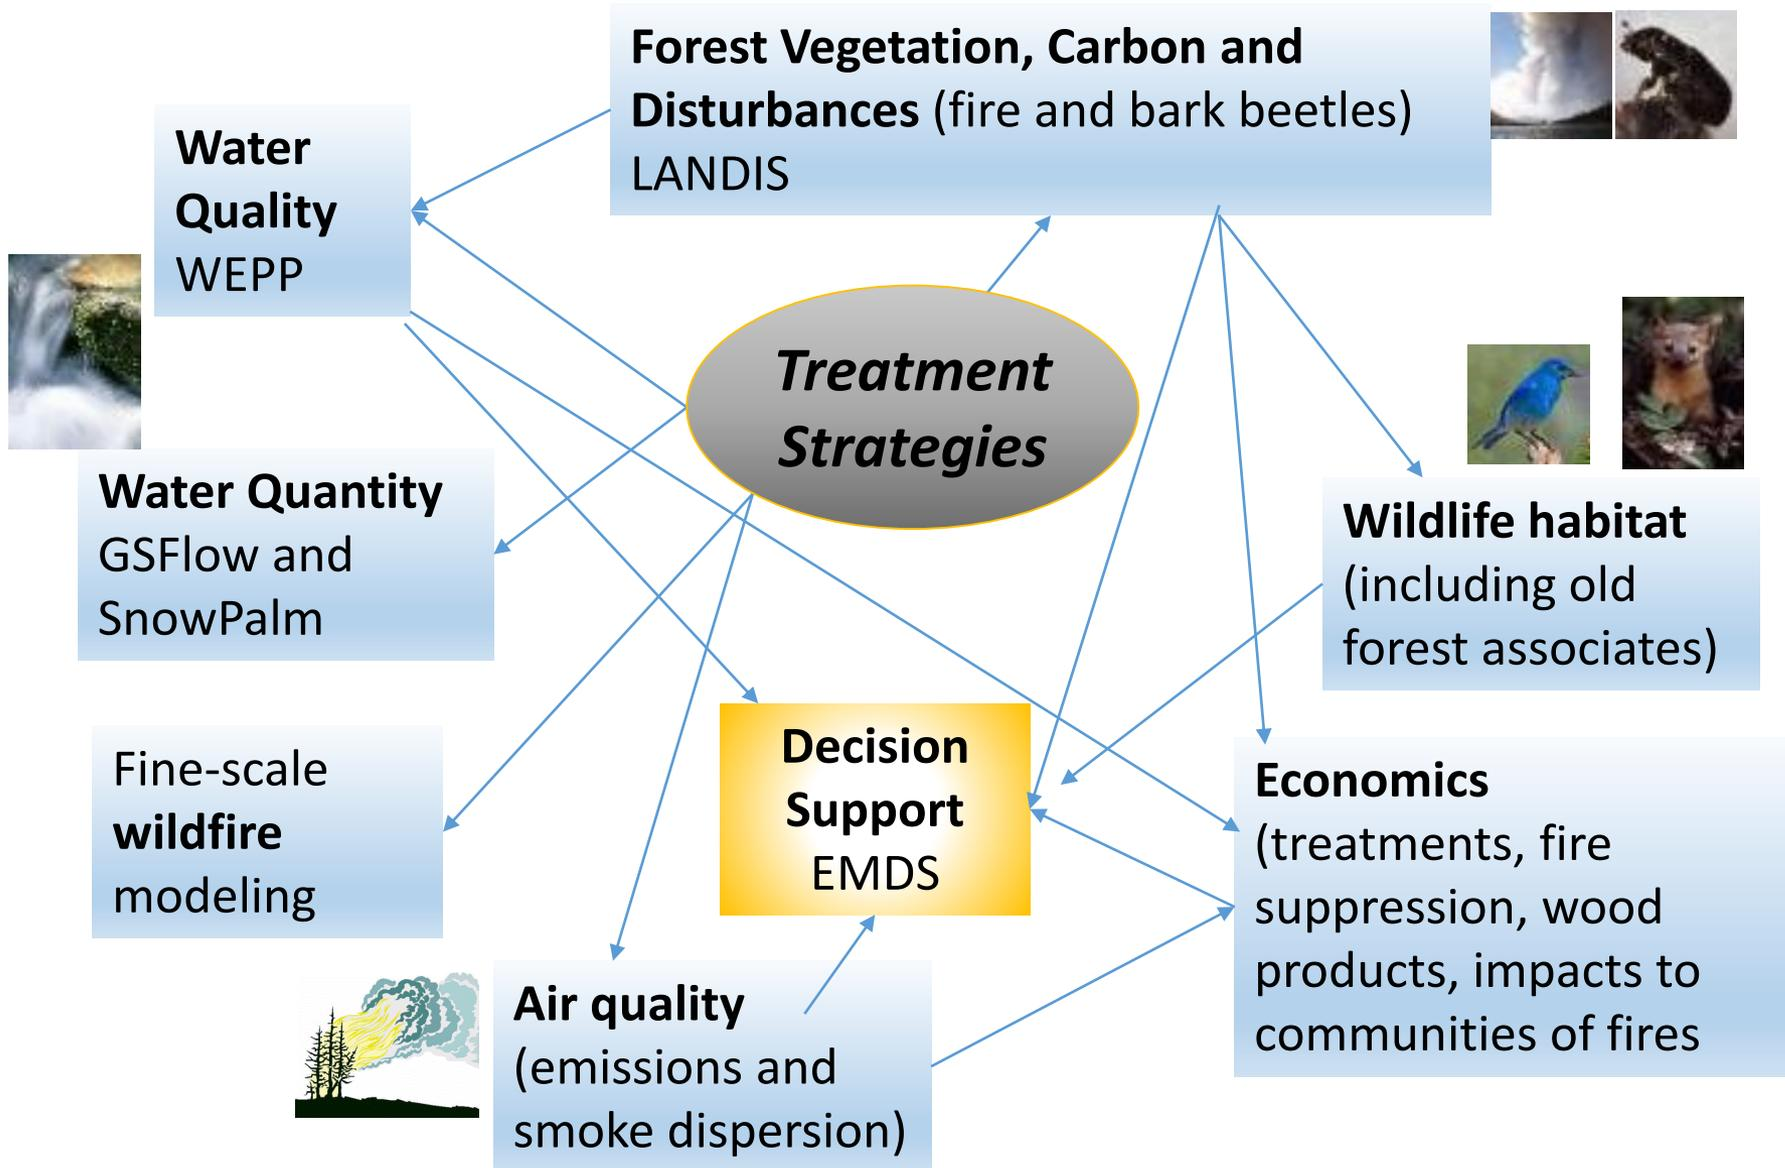 Forest Vegetation, Carbon and
Disturbances (fire and bark beetles)
LANDIS
Water
Quality
WEPP
Treatment
Strategies
Water Quantity
GSFlow and
SnowPalm
Wildlife habitat
(including old
forest associates)
Fine-scale
wildfire
modeling
Decision
Support
EMDS
Economics
(treatments, fire
suppression, wood
products, impacts to
communities of fires
Air quality
(emissions and
smoke dispersion)